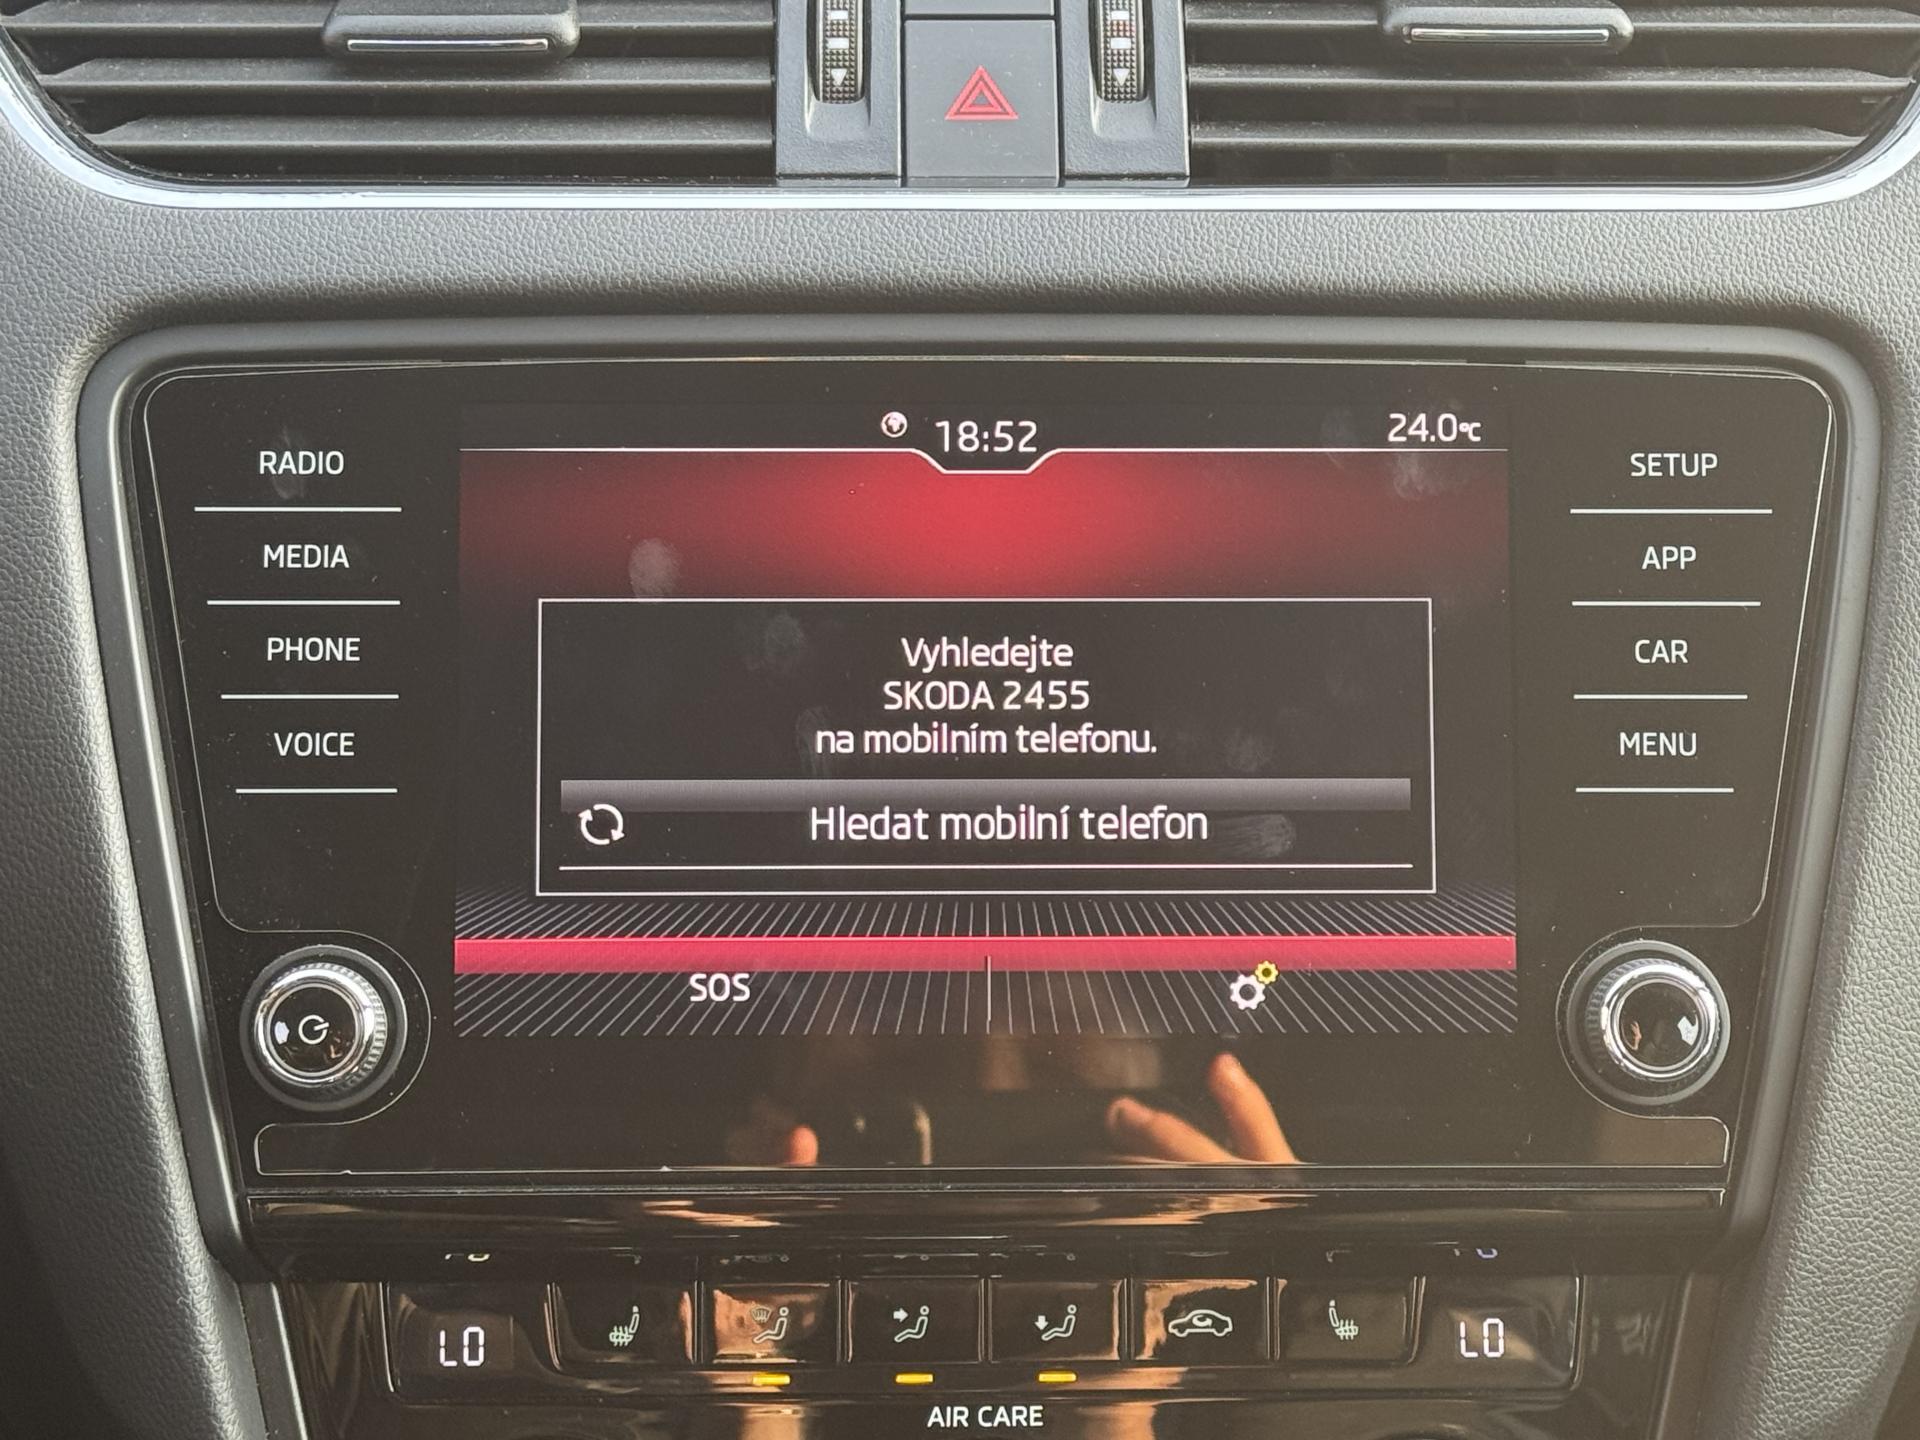 18:52
24.0°C
RADIO
MEDIA
PHONE
VOICE
SETUP
APP
CAR
MENU
Vyhledejte
SKODA 2455
na mobilním telefonu.
Hledat mobilní telefon
SOS
LO
LO
AIR CARE